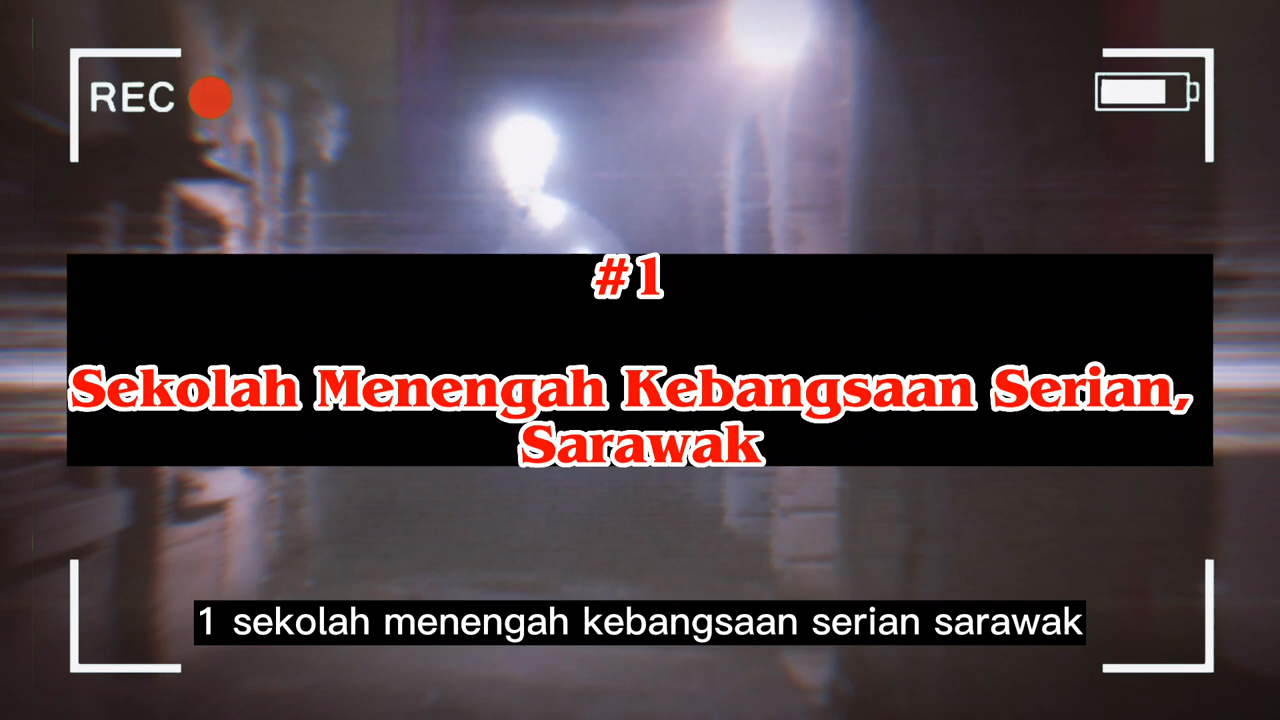 REC
#1
Sekolah Menengah Kebangsaan Serian,
Sarawak
1 sekolah menengah kebangsaan serian sarawak